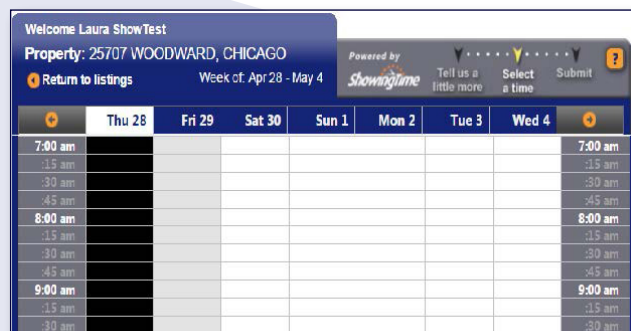 Welcome Laura ShowTest
Property: 25707 WOODWARD, CHICAGO
Return to listings Week of: Apr 28 - May 4
Powered by
ShowingTime
Tell us a little more
Select a time
Submit
?
Thu 28 Fri 29 Sat 30 Sun 1 Mon 2 Tue 3 Wed 4
7:00 am 7:00 am
:15 am :15 am
:30 am :30 am
:45 am :45 am
8:00 am 8:00 am
:15 am :15 am
:30 am :30 am
:45 am :45 am
9:00 am 9:00 am
:15 am :15 am
:30 am :30 am